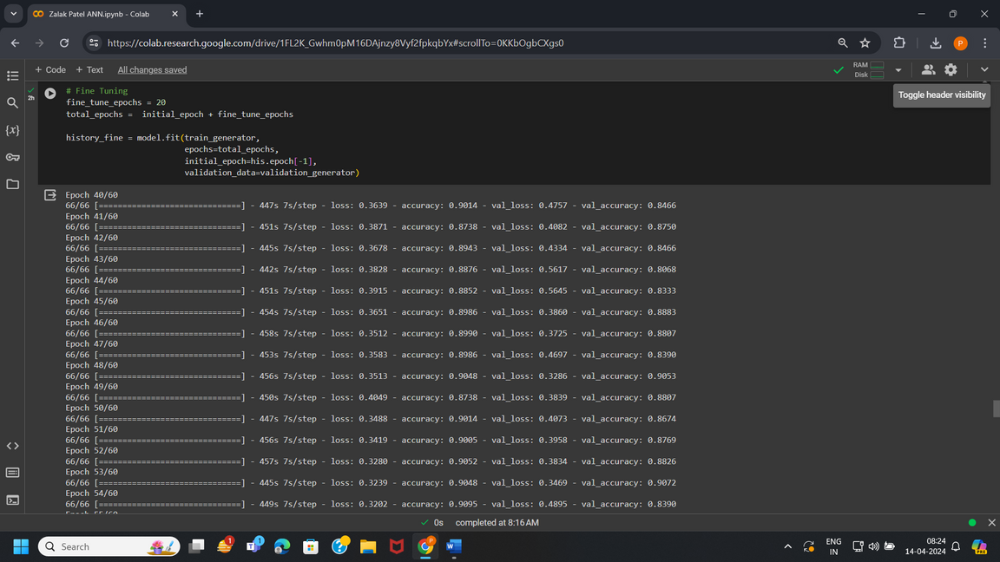 Zalak Patel ANN.ipynb - Colab
https://colab.research.google.com/drive/1FL2K_Gwhm0pM16DAjnzy8Vyf2fpkqbYx#scrollTo=0KKbOgbCXgs0
P
+ Code + Text All changes saved
RAM
Disk
Toggle header visibility
2h
# Fine Tuning
fine_tune_epochs = 20
total_epochs =  initial_epoch + fine_tune_epochs
history_fine = model.fit(train_generator,
epochs=total_epochs,
initial_epoch=his.epoch[-1],
validation_data=validation_generator)
{x}
Epoch 40/60
66/66 [==============================] - 447s 7s/step - loss: 0.3639 - accuracy: 0.9014 - val_loss: 0.4757 - val_accuracy: 0.8466
Epoch 41/60
66/66 [==============================] - 451s 7s/step - loss: 0.3871 - accuracy: 0.8738 - val_loss: 0.4082 - val_accuracy: 0.8750
Epoch 42/60
66/66 [==============================] - 445s 7s/step - loss: 0.3678 - accuracy: 0.8943 - val_loss: 0.4334 - val_accuracy: 0.8466
Epoch 43/60
66/66 [==============================] - 442s 7s/step - loss: 0.3828 - accuracy: 0.8876 - val_loss: 0.5617 - val_accuracy: 0.8068
Epoch 44/60
66/66 [==============================] - 451s 7s/step - loss: 0.3915 - accuracy: 0.8852 - val_loss: 0.5645 - val_accuracy: 0.8333
Epoch 45/60
66/66 [==============================] - 454s 7s/step - loss: 0.3651 - accuracy: 0.8986 - val_loss: 0.3860 - val_accuracy: 0.8883
Epoch 46/60
66/66 [==============================] - 458s 7s/step - loss: 0.3512 - accuracy: 0.8990 - val_loss: 0.3725 - val_accuracy: 0.8807
Epoch 47/60
66/66 [==============================] - 453s 7s/step - loss: 0.3583 - accuracy: 0.8986 - val_loss: 0.4697 - val_accuracy: 0.8390
Epoch 48/60
66/66 [==============================] - 456s 7s/step - loss: 0.3513 - accuracy: 0.9048 - val_loss: 0.3286 - val_accuracy: 0.9053
Epoch 49/60
66/66 [==============================] - 450s 7s/step - loss: 0.4049 - accuracy: 0.8738 - val_loss: 0.3839 - val_accuracy: 0.8807
Epoch 50/60
66/66 [==============================] - 447s 7s/step - loss: 0.3488 - accuracy: 0.9014 - val_loss: 0.4073 - val_accuracy: 0.8674
Epoch 51/60
66/66 [==============================] - 456s 7s/step - loss: 0.3419 - accuracy: 0.9005 - val_loss: 0.3958 - val_accuracy: 0.8769
Epoch 52/60
66/66 [==============================] - 457s 7s/step - loss: 0.3280 - accuracy: 0.9052 - val_loss: 0.3834 - val_accuracy: 0.8826
Epoch 53/60
66/66 [==============================] - 445s 7s/step - loss: 0.3239 - accuracy: 0.9048 - val_loss: 0.3469 - val_accuracy: 0.9072
Epoch 54/60
66/66 [==============================] - 449s 7s/step - loss: 0.3202 - accuracy: 0.9095 - val_loss: 0.4895 - val_accuracy: 0.8390
0s completed at 8:16 AM
Search
1
1
ENG
IN
08:24
14-04-2024